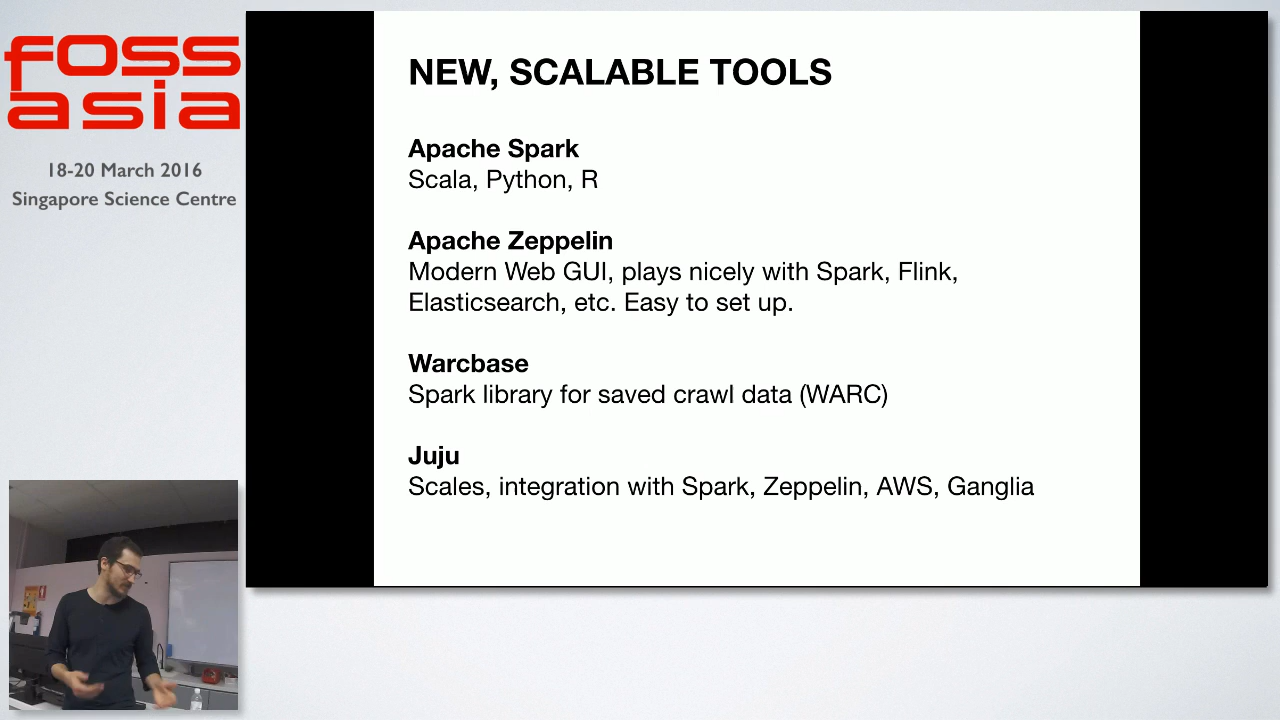 foss
asia
18-20 March 2016
Singapore Science Centre
NEW, SCALABLE TOOLS
Apache Spark
Scala, Python, R
Apache Zeppelin
Modern Web GUI, plays nicely with Spark, Flink,
Elasticsearch, etc. Easy to set up.
Warcbase
Spark library for saved crawl data (WARC)
Juju
Scales, integration with Spark, Zeppelin, AWS, Ganglia